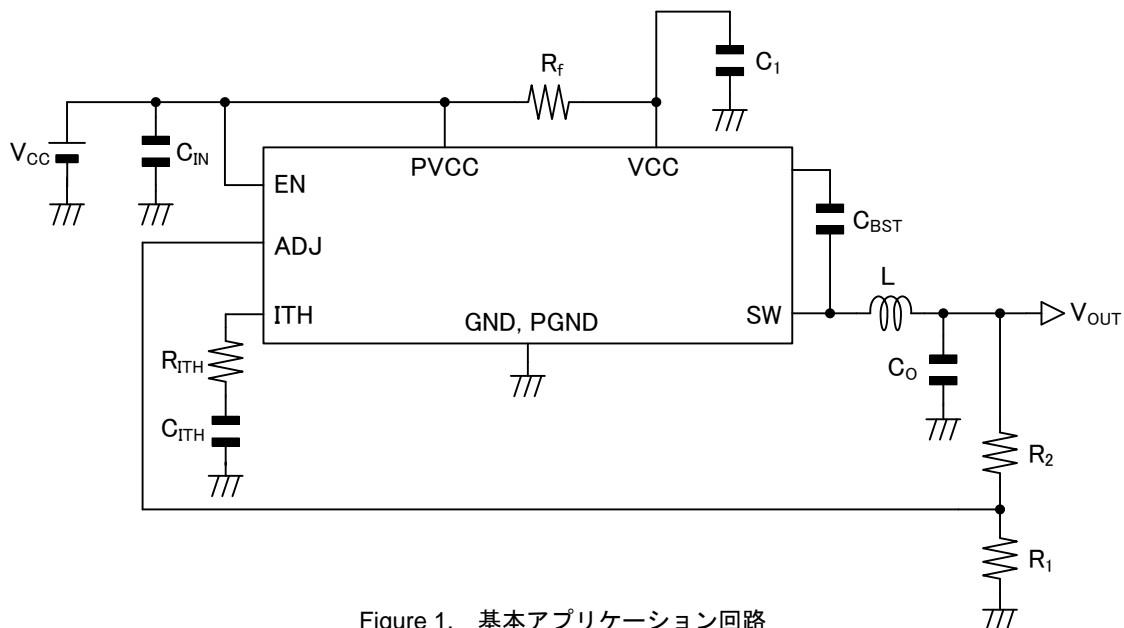 C1
Rf
VCC
CIN
PVCC
VCC
EN
CBST
ADJ
L
ITH
GND, PGND
SW
VOUT
RITH
CO
CITH
R2
R1
Figure 1. 基本アプリケーション回路